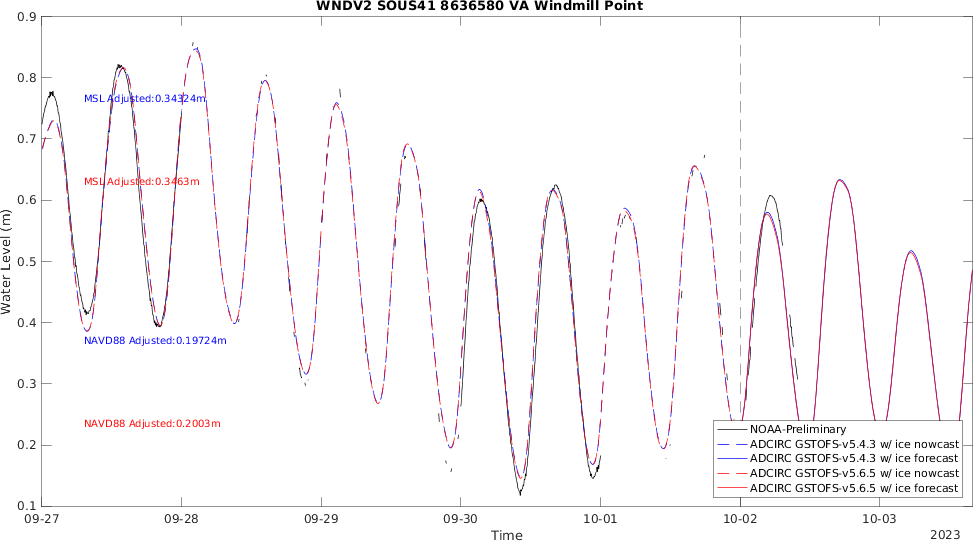 WNDV2 SOUS41 8636580 VA Windmill Point
0.9
0.8
0.7
0.6
0.5
0.4
0.3
0.2
0.1
Water Level (m)
MSL Adjusted:0.34324m
MSL Adjusted:0.3463m
NAVD88 Adjusted:0.19724m
NAVD88 Adjusted:0.2003m
NOAA-Preliminary
ADCIRC GSTOFS-v5.4.3 w/ ice nowcast
ADCIRC GSTOFS-v5.4.3 w/ ice forecast
ADCIRC GSTOFS-v5.6.5 w/ ice nowcast
ADCIRC GSTOFS-v5.6.5 w/ ice forecast
09-27 09-28 09-29 09-30 10-01 10-02 10-03
Time
2023